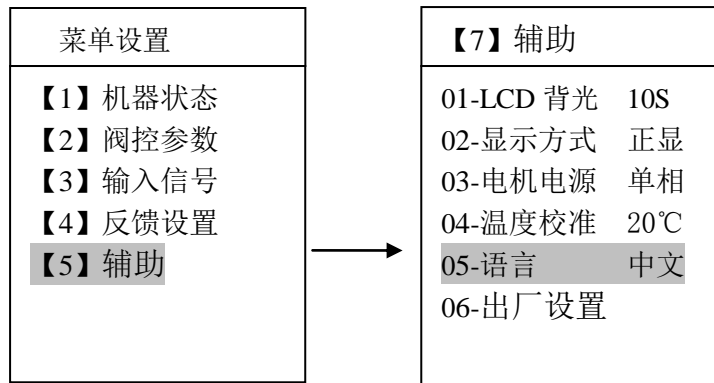 菜单设置
【1】机器状态
【2】阀控参数
【3】输入信号
【4】反馈设置
【5】辅助
【7】辅助
01-LCD 背光 10S
02-显示方式 正显
03-电机电源 单相
04-温度校准 20℃
05-语言 中文
06-出厂设置